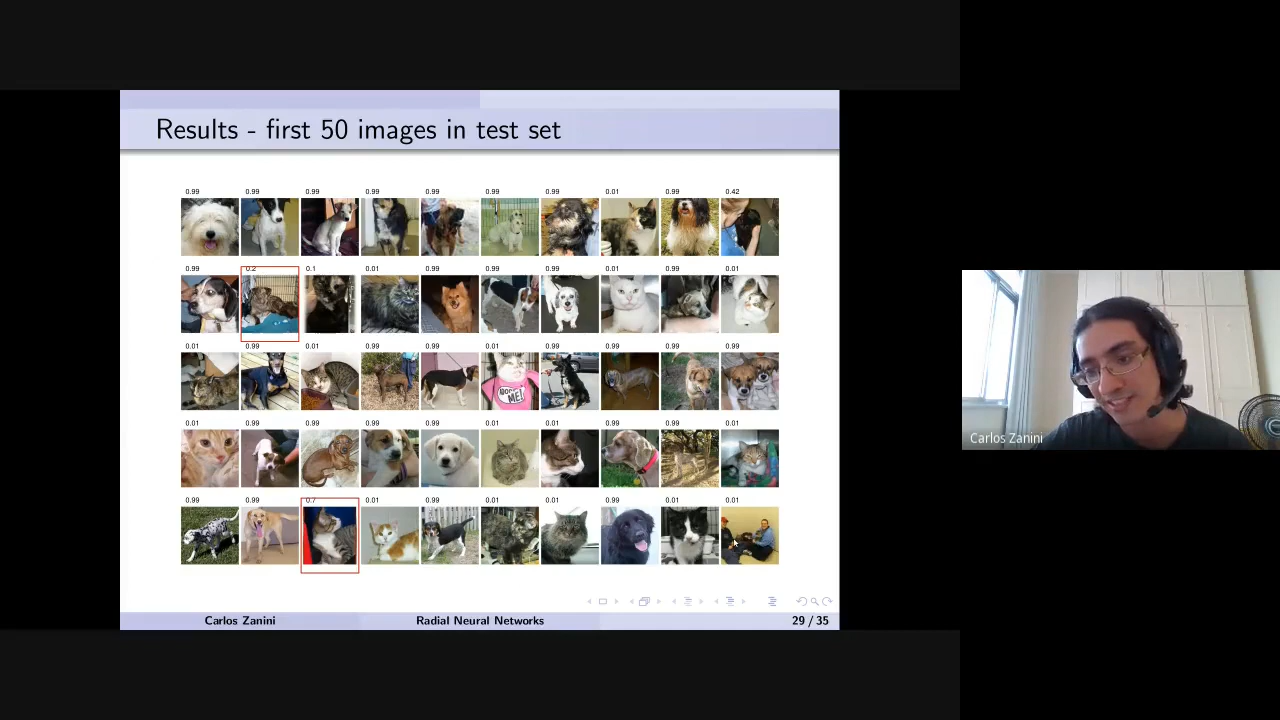 Results - first 50 images in test set
0.99 0.99 0.99 0.99 0.99 0.99 0.99 0.01 0.99 0.42
0.99 0.2 0.1 0.01 0.99 0.99 0.99 0.01 0.99 0.01
0.01 0.99 0.01 0.99 0.99 0.01 0.99 0.99 0.99 0.99
ME!
0.01 0.99 0.99 0.99 0.99 0.01 0.01 0.99 0.99 0.01
0.99 0.99 0.7 0.01 0.99 0.01 0.01 0.99 0.01 0.01
Carlos Zanini
Carlos Zanini Radial Neural Networks 29 / 35